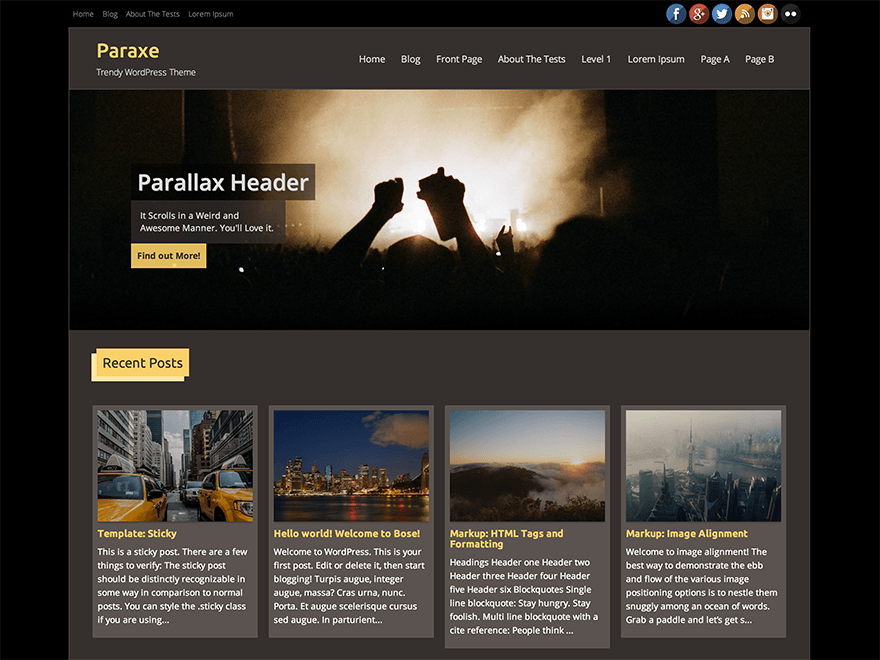 Home Blog About The Tests Lorem Ipsum
Paraxe
Trendy WordPress Theme
Home Blog Front Page About The Tests Level 1 Lorem Ipsum Page A Page B
Parallax Header
It Scrolls in a Weird and
Awesome Manner. You'll Love it.
Find out More!
Recent Posts
Template: Sticky
This is a sticky post. There are a few
things to verify: The sticky post
should be distinctly recognizable in
some way in comparison to normal
posts. You can style the .sticky class
if you are using...
Hello world! Welcome to Bose!
Welcome to WordPress. This is your
first post. Edit or delete it, then start
blogging! Turpis augue, integer
augue, massa? Cras urna, nunc.
Porta. Et augue scelerisque cursus
sed augue. In parturient...
Markup: HTML Tags and
Formatting
Headings Header one Header two
Header three Header four Header
five Header six Blockquotes Single
line blockquote: Stay hungry. Stay
foolish. Multi line blockquote with a
cite reference: People think ...
Markup: Image Alignment
Welcome to image alignment! The
best way to demonstrate the ebb
and flow of the various image
positioning options is to nestle them
snuggly among an ocean of words.
Grab a paddle and let's get s...